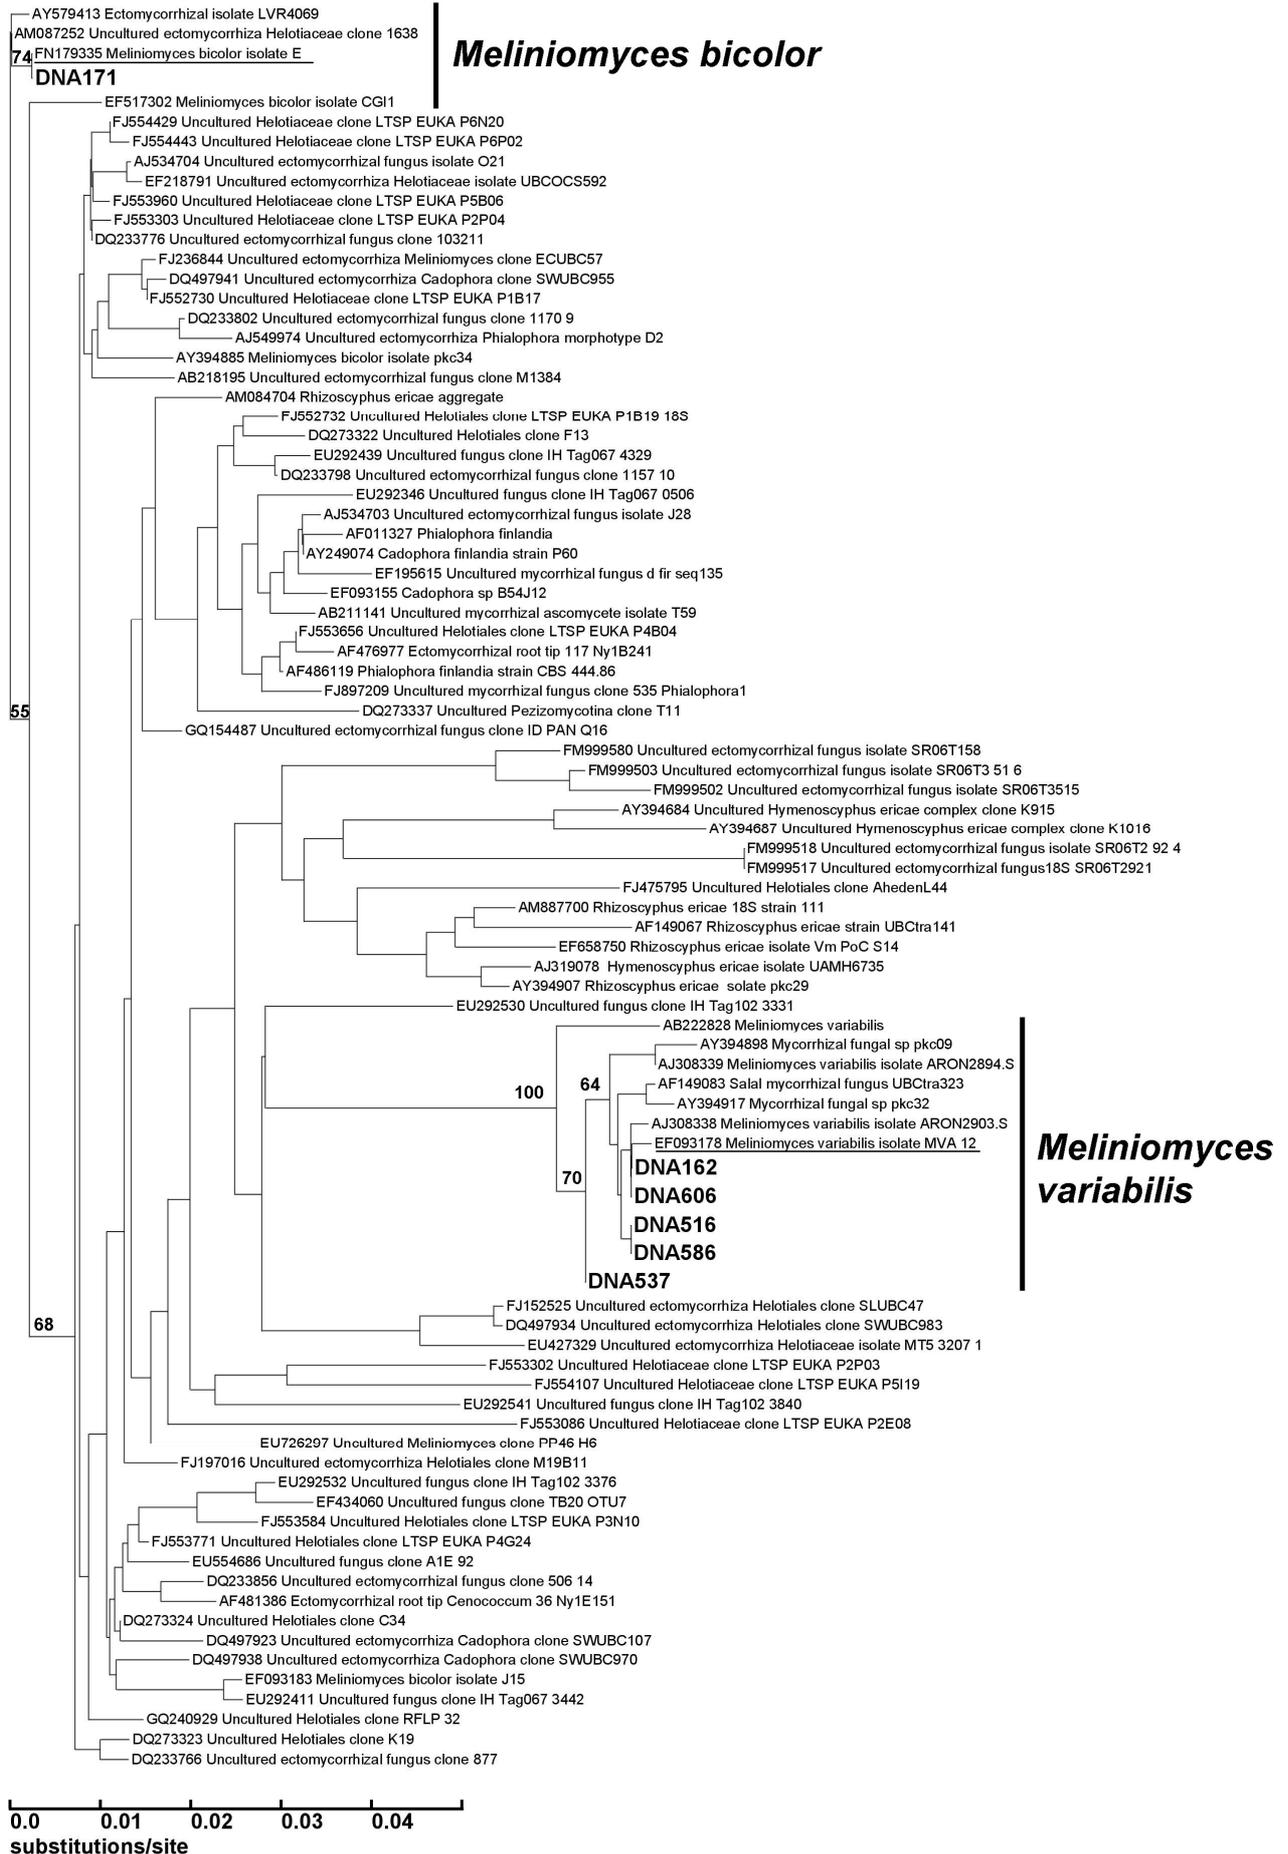 AY579413 Ectomycorrhizal isolate LVR4069
AM087252 Uncultured ectomycorrhiza Helotiaceae clone 1638
74
FN179335 Meliniomyces bicolor isolate E
Meliniomyces bicolor
DNA171
EF517302 Meliniomyces bicolor isolate CGI1
FJ554429 Uncultured Helotiaceae clone LTSP EUKA P6N20
FJ554443 Uncultured Helotiaceae clone LTSP EUKA P6P02
AJ534704 Uncultured ectomycorrhizal fungus isolate O21
EF218791 Uncultured ectomycorrhiza Helotiaceae isolate UBCOCS592
FJ553960 Uncultured Helotiaceae clone LTSP EUKA P5B06
FJ553303 Uncultured Helotiaceae clone LTSP EUKA P2P04
DQ233776 Uncultured ectomycorrhizal fungus clone 103211
FJ236844 Uncultured ectomycorrhiza Meliniomyces clone ECUBC57
DQ497941 Uncultured ectomycorrhiza Cadophora clone SWUBC955
FJ552730 Uncultured Helotiaceae clone LTSP EUKA P1B17
DQ233802 Uncultured ectomycorrhizal fungus clone 1170 9
AJ549974 Uncultured ectomycorrhiza Phialophora morphotype D2
AY394885 Meliniomyces bicolor isolate pkc34
AB218195 Uncultured ectomycorrhizal fungus clone M1384
AM084704 Rhizoscyphus ericae aggregate
FJ552732 Uncultured Helotiales clone LTSP EUKA P1B19 18S
DQ273322 Uncultured Helotiales clone F13
EU292439 Uncultured fungus clone IH Tag067 4329
DQ233798 Uncultured ectomycorrhizal fungus clone 1157 10
EU292346 Uncultured fungus clone IH Tag067 0506
AJ534703 Uncultured ectomycorrhizal fungus isolate J28
AF011327 Phialophora finlandia
AY249074 Cadophora finlandia strain P60
EF195615 Uncultured mycorrhizal fungus d fir seq135
EF093155 Cadophora sp B54J12
AB211141 Uncultured mycorrhizal ascomycete isolate T59
FJ553656 Uncultured Helotiales clone LTSP EUKA P4B04
AF476977 Ectomycorrhizal root tip 117 Ny1B241
AF486119 Phialophora finlandia strain CBS 444.86
FJ897209 Uncultured mycorrhizal fungus clone 535 Phialophora1
55
DQ273337 Uncultured Pezizomycotina clone T11
GQ154487 Uncultured ectomycorrhizal fungus clone ID PAN Q16
FM999580 Uncultured ectomycorrhizal fungus isolate SR06T158
FM999503 Uncultured ectomycorrhizal fungus isolate SR06T3 51 6
FM999502 Uncultured ectomycorrhizal fungus isolate SR06T3515
AY394684 Uncultured Hymenoscyphus ericae complex clone K915
AY394687 Uncultured Hymenoscyphus ericae complex clone K1016
FM999518 Uncultured ectomycorrhizal fungus isolate SR06T2 92 4
FM999517 Uncultured ectomycorrhizal fungus18S SR06T2921
FJ475795 Uncultured Helotiales clone AhedenL44
AM887700 Rhizoscyphus ericae 18S strain 111
AF149067 Rhizoscyphus ericae strain UBCtra141
EF658750 Rhizoscyphus ericae isolate Vm PoC S14
AJ319078 Hymenoscyphus ericae isolate UAMH6735
AY394907 Rhizoscyphus ericae solate pkc29
EU292530 Uncultured fungus clone IH Tag102 3331
AB222828 Meliniomyces variabilis
AY394898 Mycorrhizal fungal sp pkc09
AJ308339 Meliniomyces variabilis isolate ARON2894.S
100
64
AF149083 Salal mycorrhizal fungus UBCtra323
AY394917 Mycorrhizal fungal sp pkc32
AJ308338 Meliniomyces variabilis isolate ARON2903.S
EF093178 Meliniomyces variabilis isolate MVA 12
Meliniomyces
variabilis
70
DNA162
DNA606
DNA516
DNA586
DNA537
FJ152525 Uncultured ectomycorrhiza Helotiales clone SLUBC47
68
DQ497934 Uncultured ectomycorrhiza Helotiales clone SWUBC983
EU427329 Uncultured ectomycorrhiza Helotiaceae isolate MT5 3207 1
FJ553302 Uncultured Helotiaceae clone LTSP EUKA P2P03
FJ554107 Uncultured Helotiaceae clone LTSP EUKA P5I19
EU292541 Uncultured fungus clone IH Tag102 3840
FJ553086 Uncultured Helotiaceae clone LTSP EUKA P2E08
EU726297 Uncultured Meliniomyces clone PP46 H6
FJ197016 Uncultured ectomycorrhiza Helotiales clone M19B11
EU292532 Uncultured fungus clone IH Tag102 3376
EF434060 Uncultured fungus clone TB20 OTU7
FJ553584 Uncultured Helotiales clone LTSP EUKA P3N10
FJ553771 Uncultured Helotiales clone LTSP EUKA P4G24
EU554686 Uncultured fungus clone A1E 92
DQ233856 Uncultured ectomycorrhizal fungus clone 506 14
AF481386 Ectomycorrhizal root tip Cenococcum 36 Ny1E151
DQ273324 Uncultured Helotiales clone C34
DQ497923 Uncultured ectomycorrhiza Cadophora clone SWUBC107
DQ497938 Uncultured ectomycorrhiza Cadophora clone SWUBC970
EF093183 Meliniomyces bicolor isolate J15
EU292411 Uncultured fungus clone IH Tag067 3442
GQ240929 Uncultured Helotiales clone RFLP 32
DQ273323 Uncultured Helotiales clone K19
DQ233766 Uncultured ectomycorrhizal fungus clone 877
0.0 0.01 0.02 0.03 0.04
substitutions/site